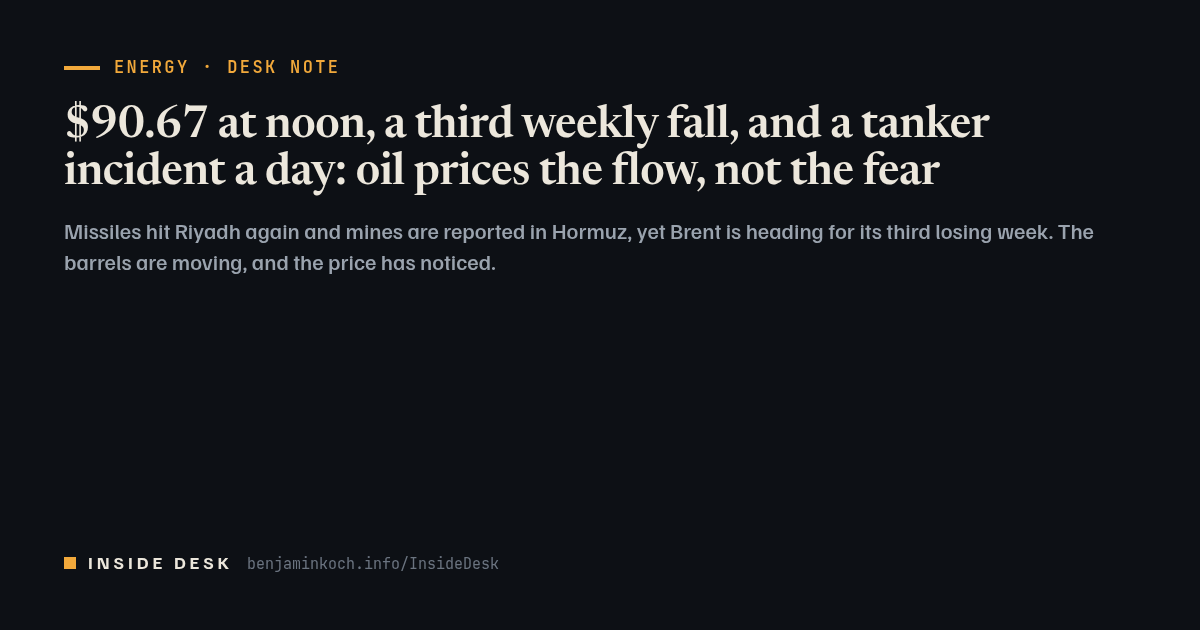 ENERGY · DESK NOTE
$90.67 at noon, a third weekly fall, and a tanker
incident a day: oil prices the flow, not the fear
Missiles hit Riyadh again and mines are reported in Hormuz, yet Brent is heading for its third losing week. The
barrels are moving, and the price has noticed.
INSIDE DESK benjaminkoch.info/InsideDesk